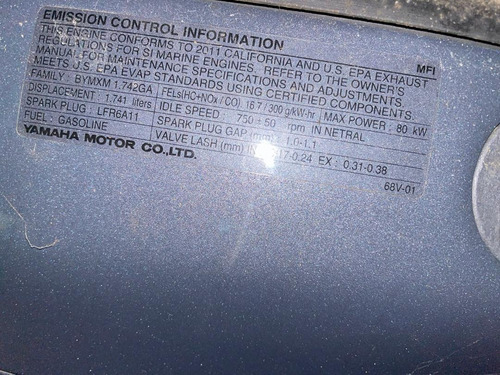 EMISSION CONTROL INFORMATION
MFI
THIS ENGINE CONFORMS TO 2011 CALIFORNIA AND U.S. EPA EXHAUST
REGULATIONS FOR SI MARINE ENGINES. REFER TO THE OWNER'S
MANUAL FOR MAINTENANCE SPECIFICATIONS AND ADJUSTMENTS.
MEETS U.S. EPA EVAP STANDARDS USING CERTIFIED COMPONENTS.
FAMILY : BYMXM 1.742GA FELs(HC+NOx / CO) 16.7 / 300 g/kW-hr MAX POWER : 80 kW
DISPLACEMENT : 1.741 liters IDLE SPEED : 750 ± 50 rpm IN NETRAL
SPARK PLUG : LFR6A11 SPARK PLUG GAP 1.0-1.1
FUEL : GASOLINE VALVE LASH (mm) 17-0.24 EX : 0.31-0.38
YAMAHA MOTOR CO.,LTD.
68V-01